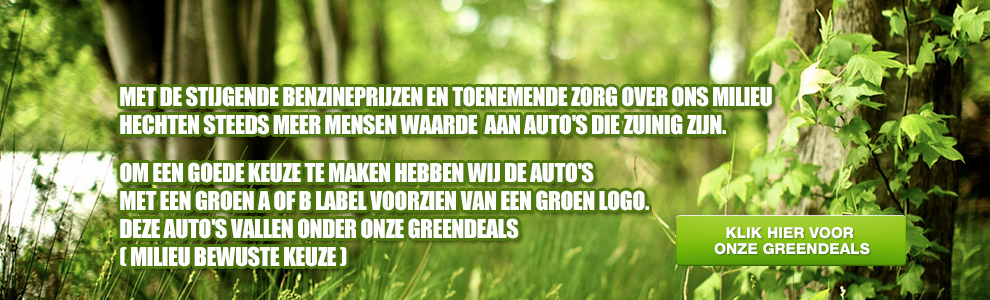 MET DE STIJGENDE BENZINEPRIJZEN EN TOENEMENDE ZORG OVER ONS MILIEU
HECHTEN STEEDS MEER MENSEN WAARDE AAN AUTO'S DIE ZUINIG ZIJN.
OM EEN GOEDE KEUZE TE MAKEN HEBBEN WIJ DE AUTO'S
MET EEN GROEN A OF B LABEL VOORZIEN VAN EEN GROEN LOGO.
DEZE AUTO'S VALLEN ONDER ONZE GREENDEALS
( MILIEU BEWUSTE KEUZE )
KLIK HIER VOOR
ONZE GREENDEALS